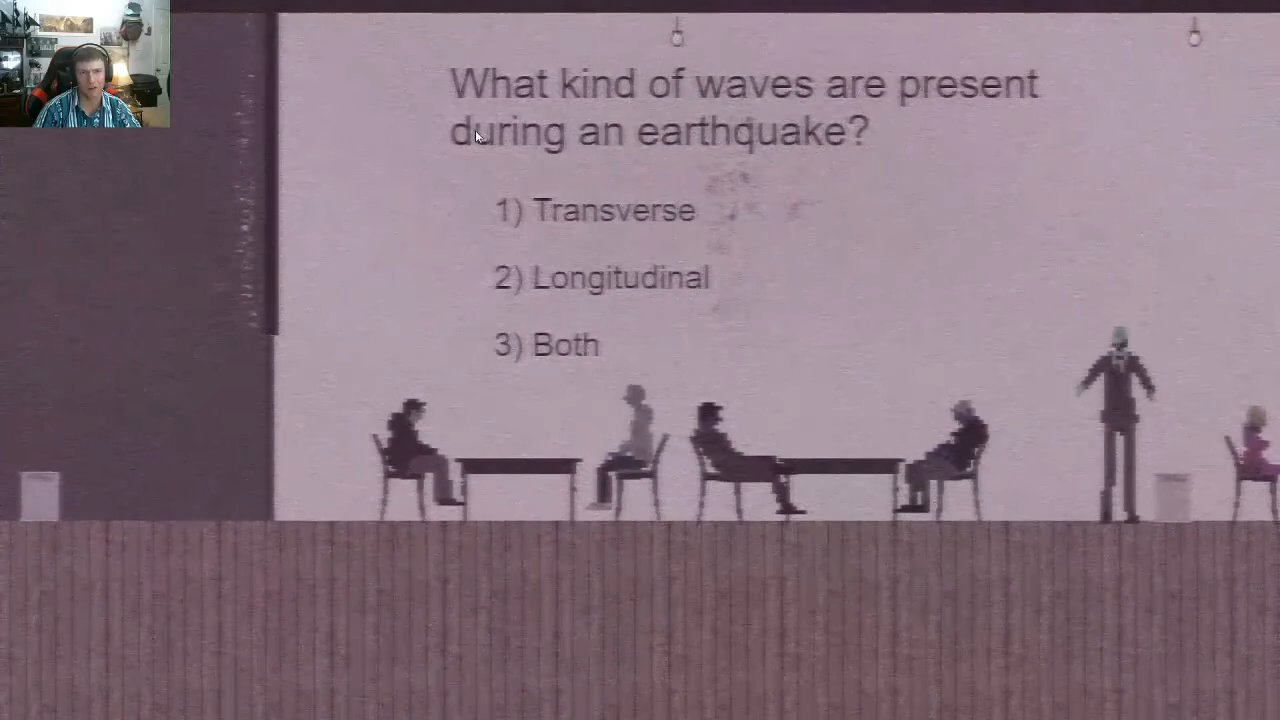 What kind of waves are present
during an earthquake?
1) Transverse
2) Longitudinal
3) Both